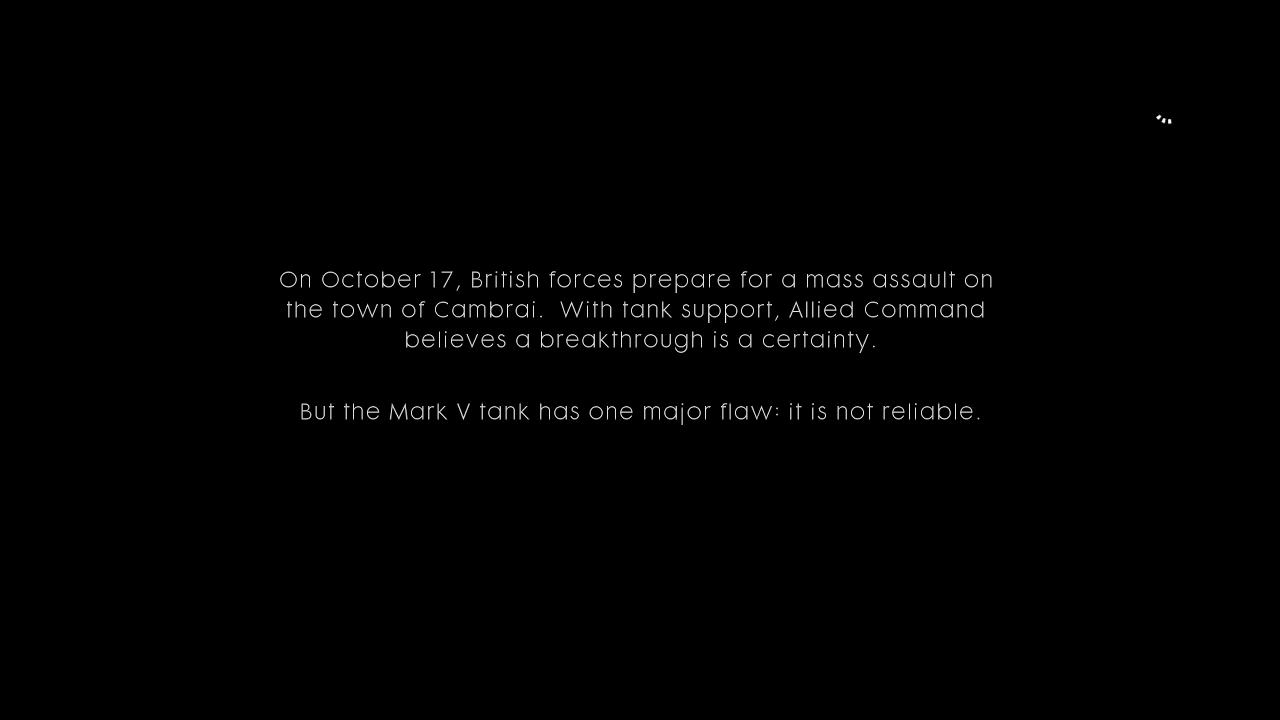 On October 17, British forces prepare for a mass assault on
the town of Cambrai.  With tank support, Allied Command
believes a breakthrough is a certainty.
But the Mark V tank has one major flaw: it is not reliable.